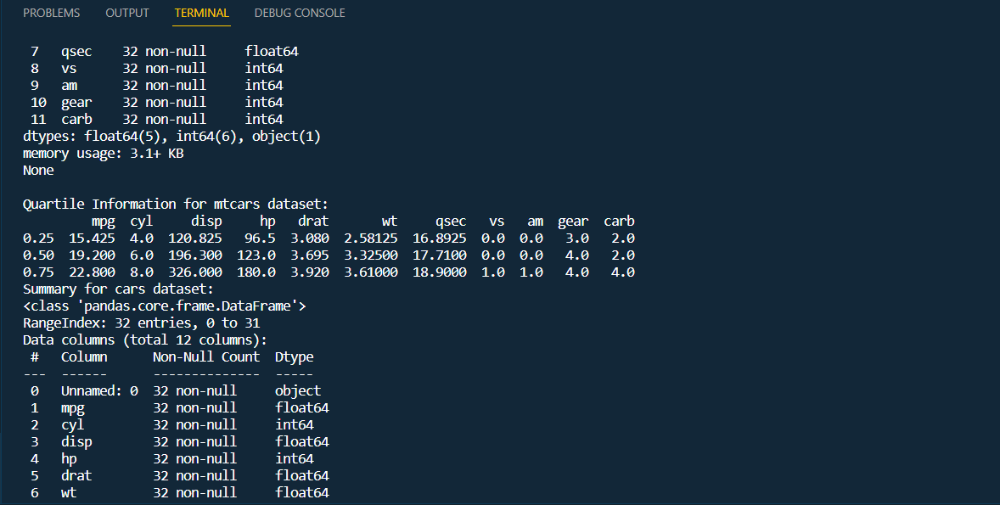 PROBLEMS OUTPUT TERMINAL DEBUG CONSOLE
7 qsec 32 non-null float64
8 vs 32 non-null int64
9 am 32 non-null int64
10 gear 32 non-null int64
11 carb 32 non-null int64
dtypes: float64(5), int64(6), object(1)
memory usage: 3.1+ KB
None
Quartile Information for mtcars dataset:
mpg cyl disp hp drat wt qsec vs am gear carb
0.25 15.425 4.0 120.825 96.5 3.080 2.58125 16.8925 0.0 0.0 3.0 2.0
0.50 19.200 6.0 196.300 123.0 3.695 3.32500 17.7100 0.0 0.0 4.0 2.0
0.75 22.800 8.0 326.000 180.0 3.920 3.61000 18.9000 1.0 1.0 4.0 4.0
Summary for cars dataset:
<class 'pandas.core.frame.DataFrame'>
RangeIndex: 32 entries, 0 to 31
Data columns (total 12 columns):
# Column Non-Null Count Dtype
--- ------ -------------- -----
0 Unnamed: 0 32 non-null object
1 mpg 32 non-null float64
2 cyl 32 non-null int64
3 disp 32 non-null float64
4 hp 32 non-null int64
5 drat 32 non-null float64
6 wt 32 non-null float64